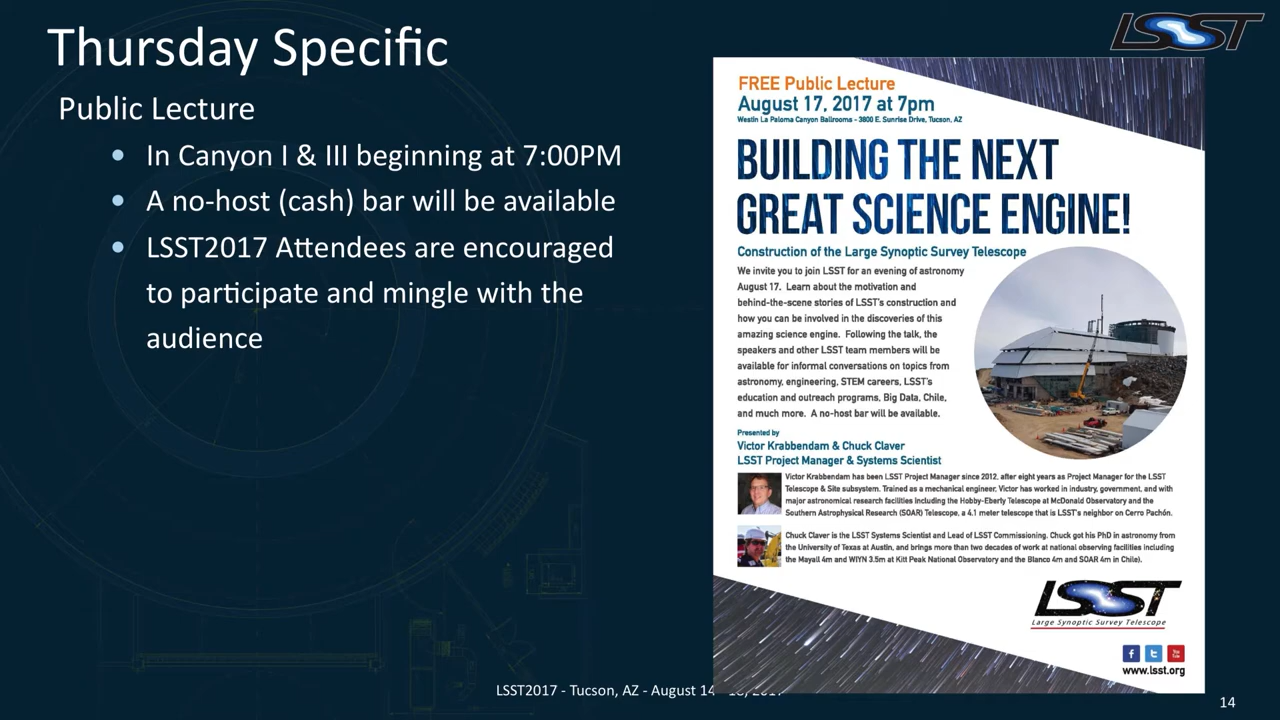 Thursday Specific
LSST
Public Lecture
• In Canyon I & III beginning at 7:00PM
• A no-host (cash) bar will be available
• LSST2017 Attendees are encouraged
to participate and mingle with the
audience
FREE Public Lecture
August 17, 2017 at 7pm
Westin La Paloma Canyon Ballrooms - 3800 E. Sunrise Drive, Tucson, AZ
BUILDING THE NEXT
GREAT SCIENCE ENGINE!
Construction of the Large Synoptic Survey Telescope
We invite you to join LSST for an evening of astronomy
August 17. Learn about the motivation and
behind-the-scene stories of LSST's construction and
how you can be involved in the discoveries of this
amazing science engine. Following the talk, the
speakers and other LSST team members will be
available for informal conversations on topics from
astronomy, engineering, STEM careers, LSST's
education and outreach programs, Big Data, Chile,
and much more. A no-host bar will be available.
Presented by
Victor Krabbendam & Chuck Claver
LSST Project Manager & Systems Scientist
Victor Krabbendam has been LSST Project Manager since 2012, after eight years as Project Manager for the LSST
Telescope & Site subsystem. Trained as a mechanical engineer, Victor has worked in industry, government, and with
major astronomical research facilities including the Hobby-Eberly Telescope at McDonald Observatory and the
Southern Astrophysical Research (SOAR) Telescope, a 4.1 meter telescope that is LSST's neighbor on Cerro Pachón.
Chuck Claver is the LSST Systems Scientist and Lead of LSST Commissioning. Chuck got his PhD in astronomy from
the University of Texas at Austin, and brings more than two decades of work at national observing facilities including
the Mayall 4m and WIYN 3.5m at Kitt Peak National Observatory and the Blanco 4m and SOAR 4m in Chile).
LSST
Large Synoptic Survey Telescope
www.lsst.org
LSST2017 - Tucson, AZ - August 14 - 18, 2017
14